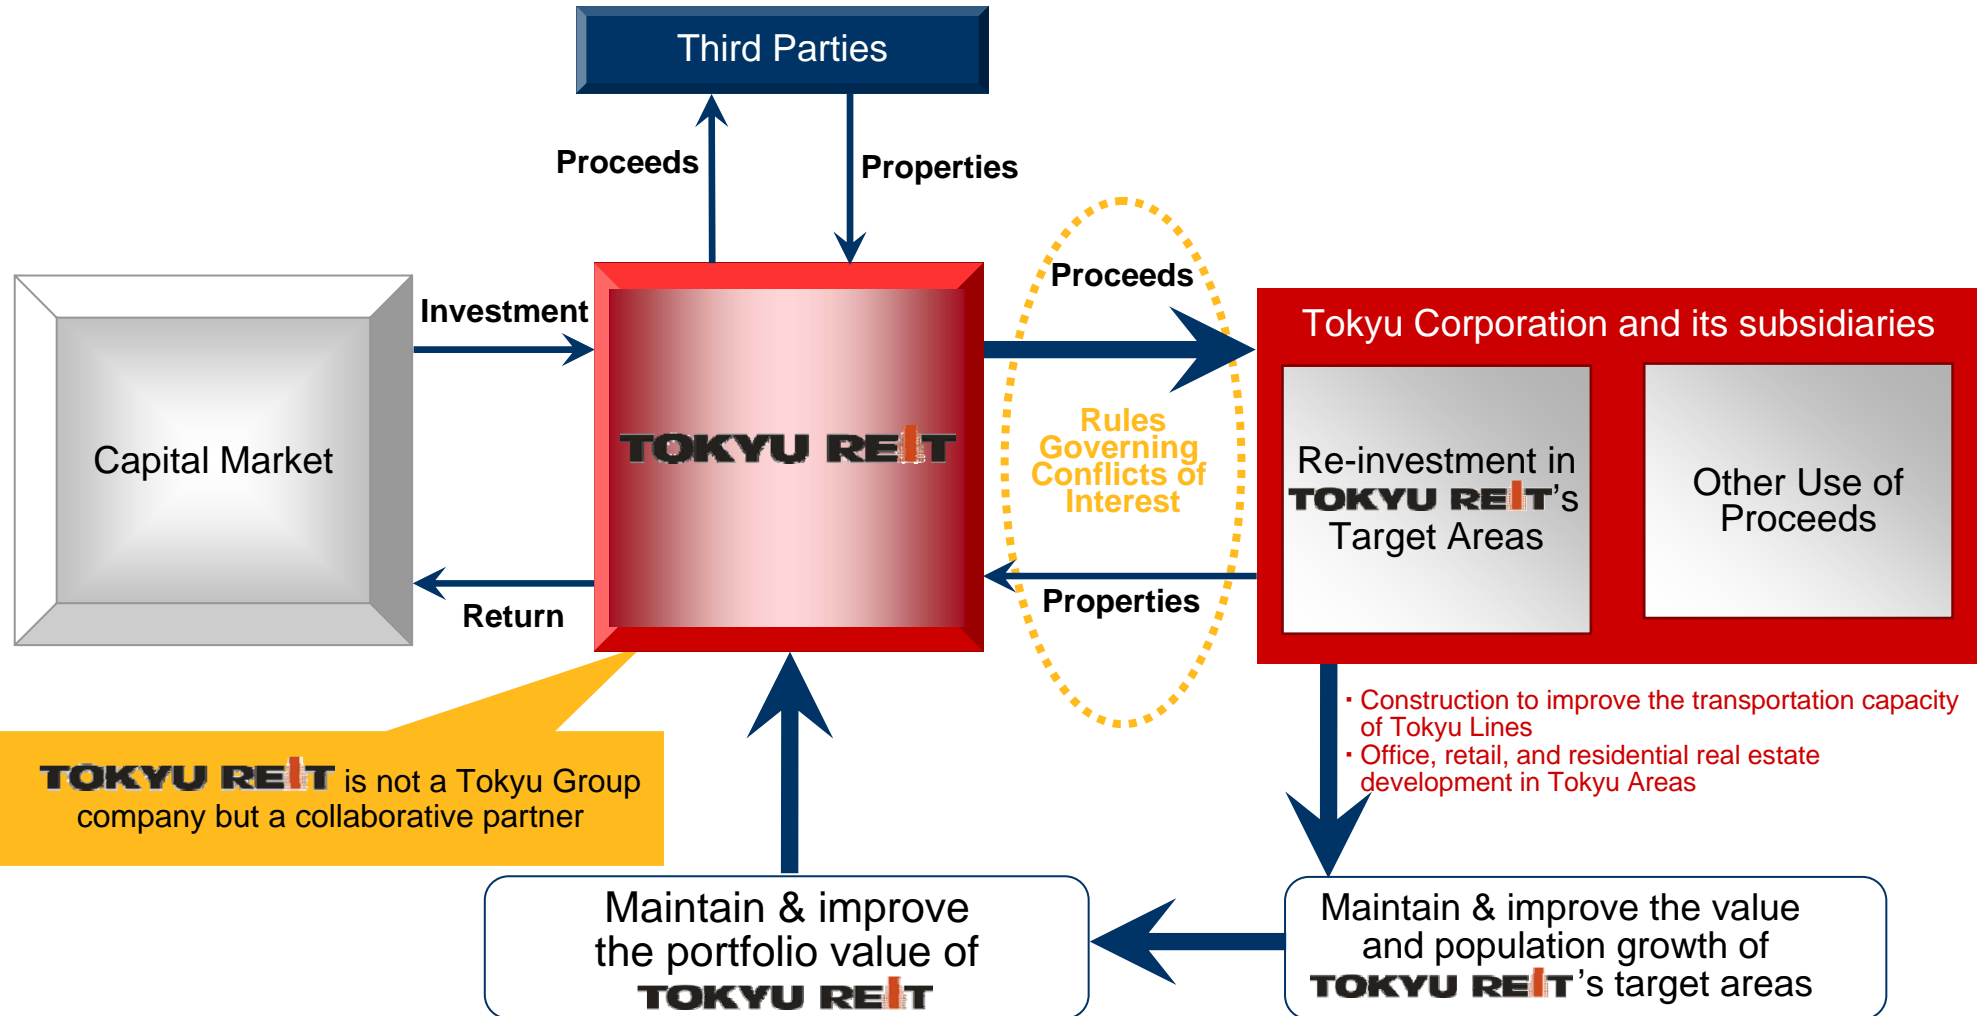 Third Parties
Proceeds
Properties
Investment
Capital Market
Return
TOKYU REIT
Proceeds
Rules
Governing
Conflicts of
Interest
Properties
Tokyu Corporation and its subsidiaries
Re-investment in
TOKYU REIT's
Target Areas
Other Use of
Proceeds
・Construction to improve the transportation capacity
of Tokyu Lines
・Office, retail, and residential real estate
development in Tokyu Areas
TOKYU REIT is not a Tokyu Group
company but a collaborative partner
Maintain & improve
the portfolio value of
TOKYU REIT
Maintain & improve the value
and population growth of
TOKYU REIT's target areas